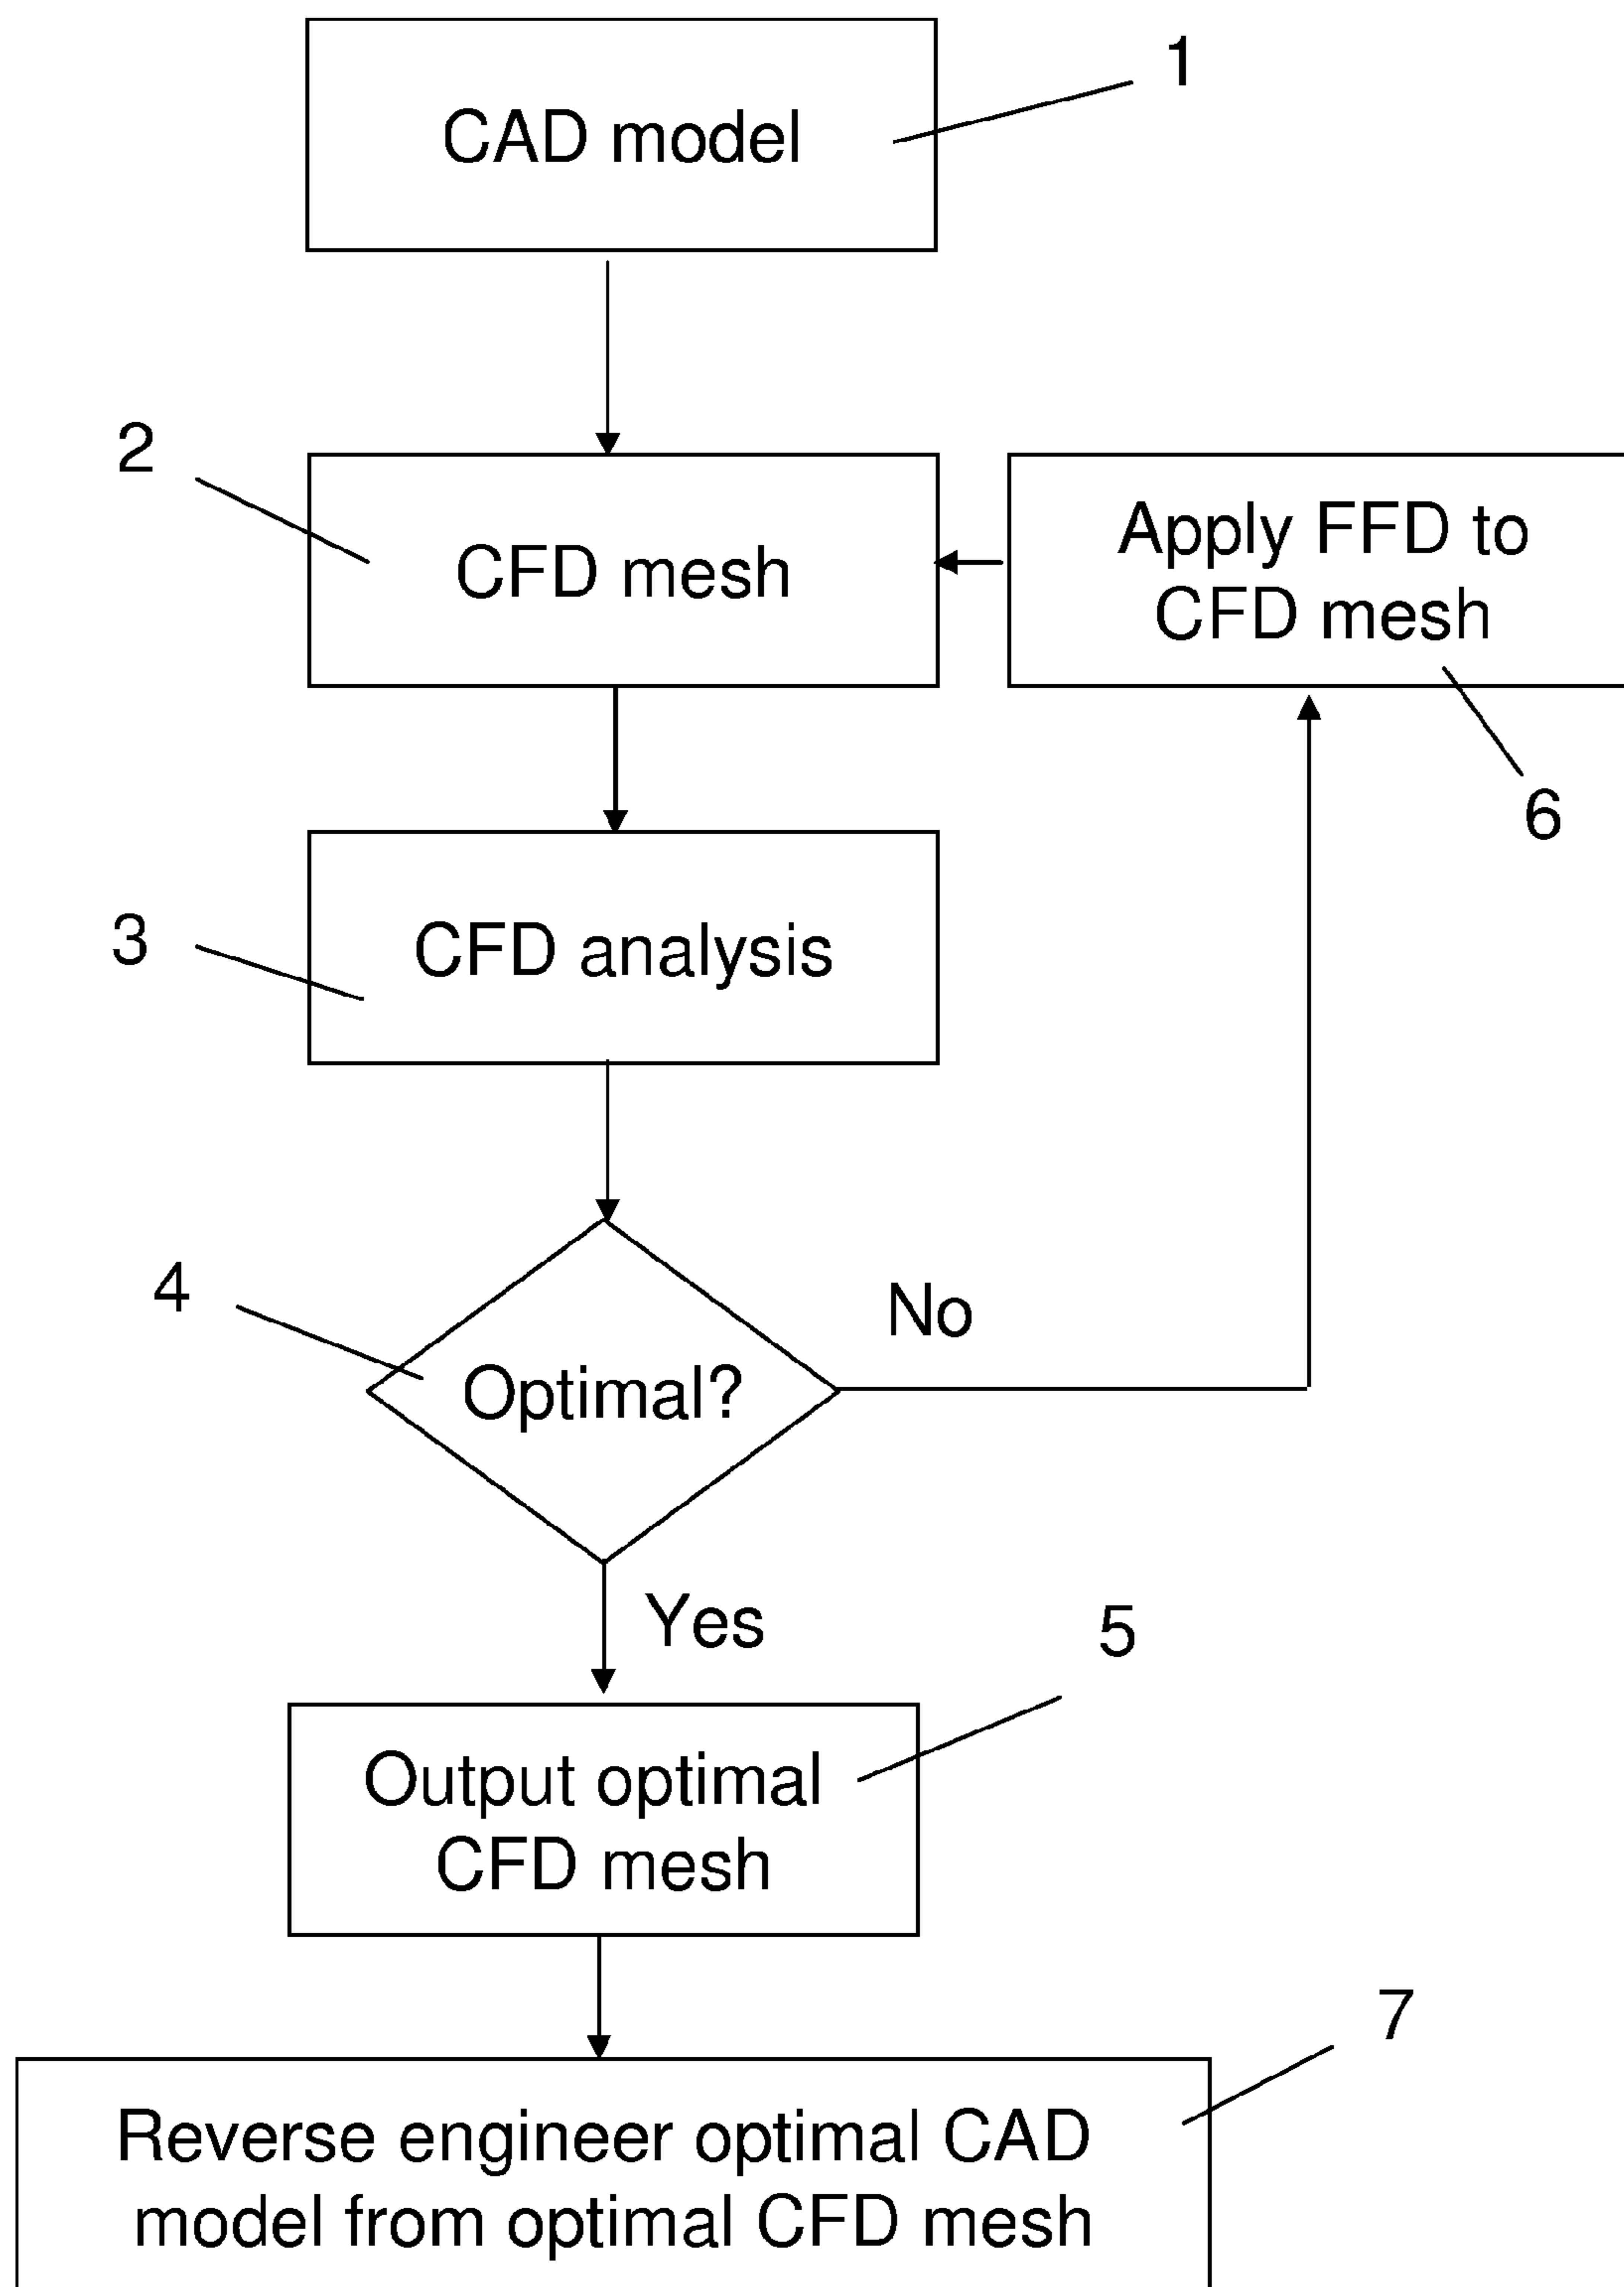 1
CAD model
2
CFD mesh
Apply FFD to
CFD mesh
6
3
CFD analysis
4
Optimal?
No
Yes
5
Output optimal
CFD mesh
7
Reverse engineer optimal CAD
model from optimal CFD mesh